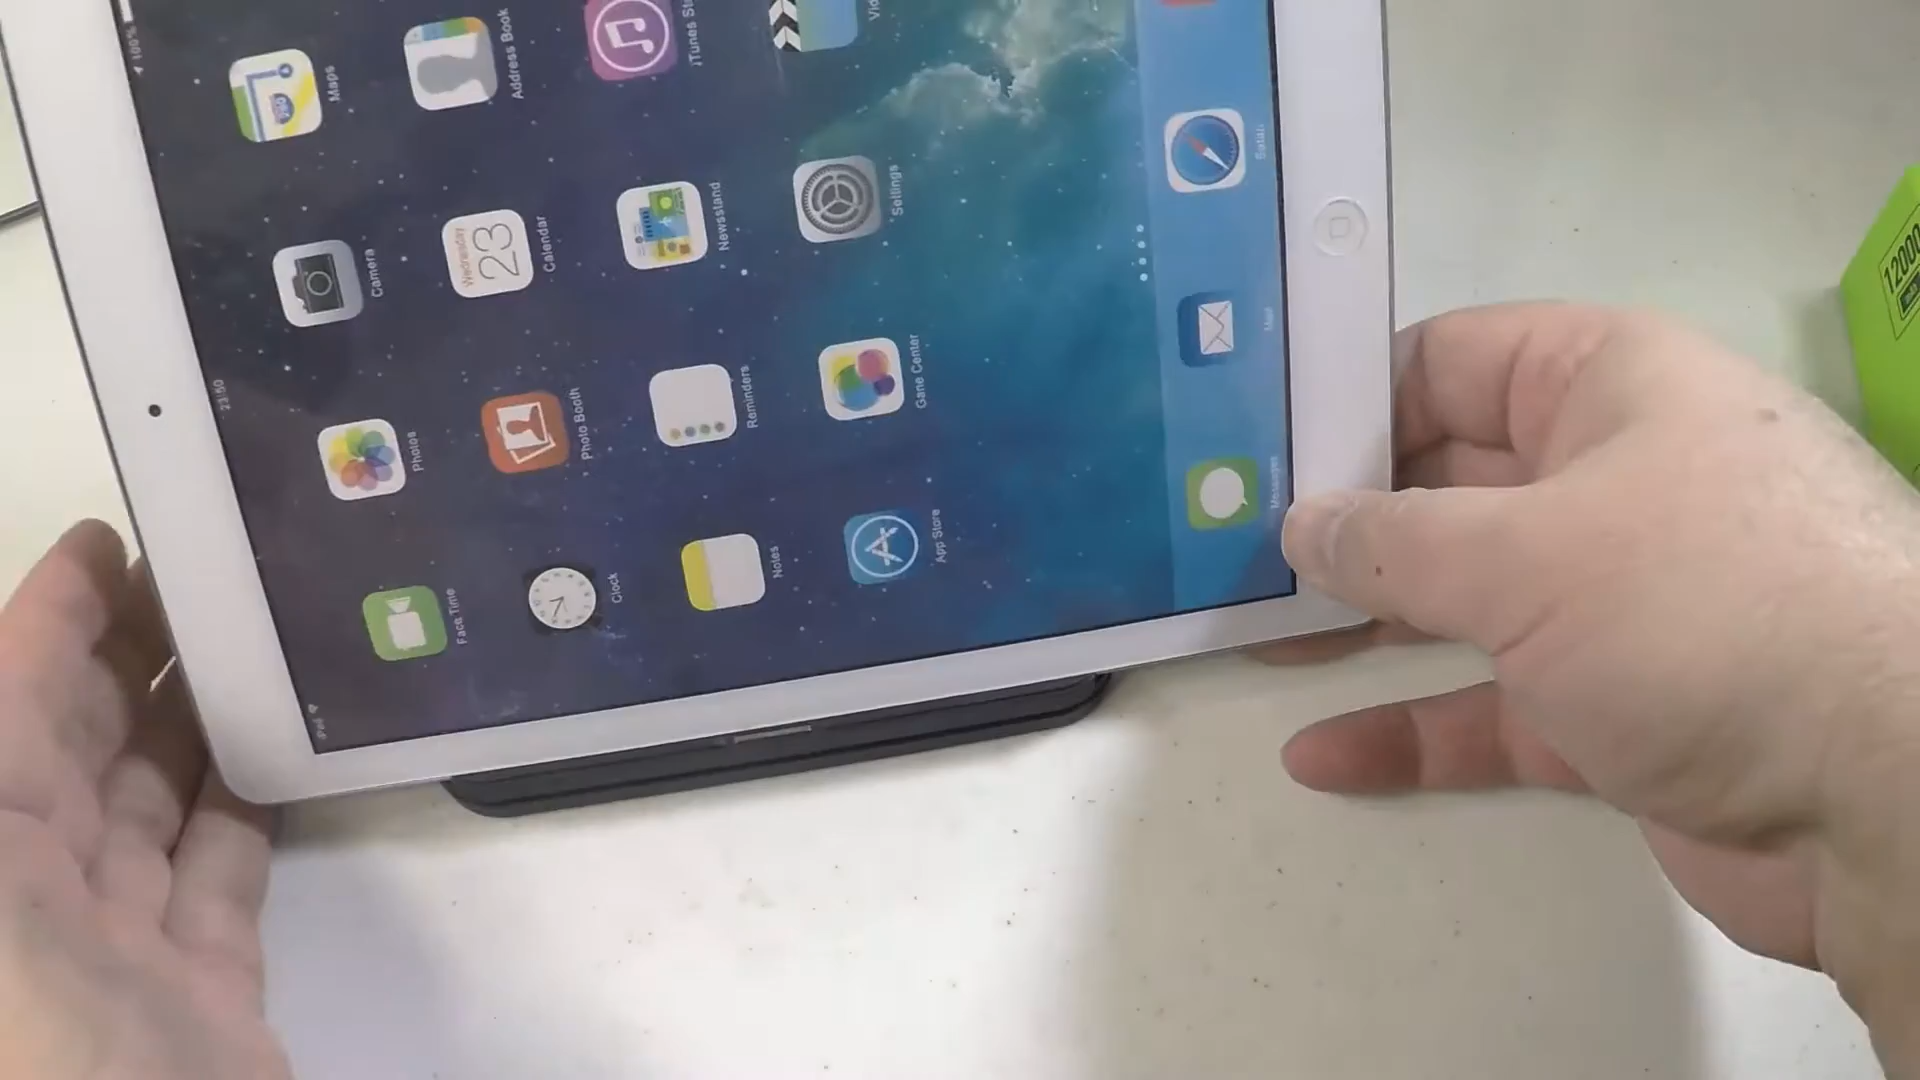 iPad
23:50
100%
Face Time
Photos
Camera
Maps
Clock
Photo Booth
Wednesday
23
Calendar
Address Book
Notes
Reminders
Newsstand
iTunes St
App Store
Game Center
Settings
Vid
Messages
Mail
Safari
12000